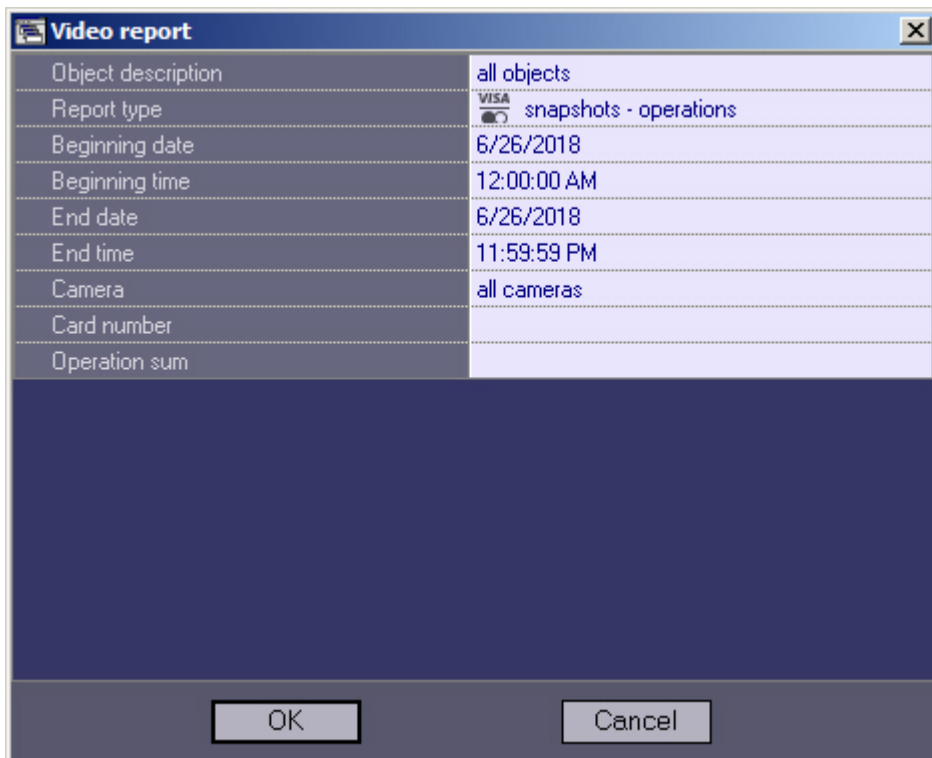 Video report
Object description all objects
Report type VISA snapshots - operations
Beginning date 6/26/2018
Beginning time 12:00:00 AM
End date 6/26/2018
End time 11:59:59 PM
Camera all cameras
Card number
Operation sum
OK Cancel